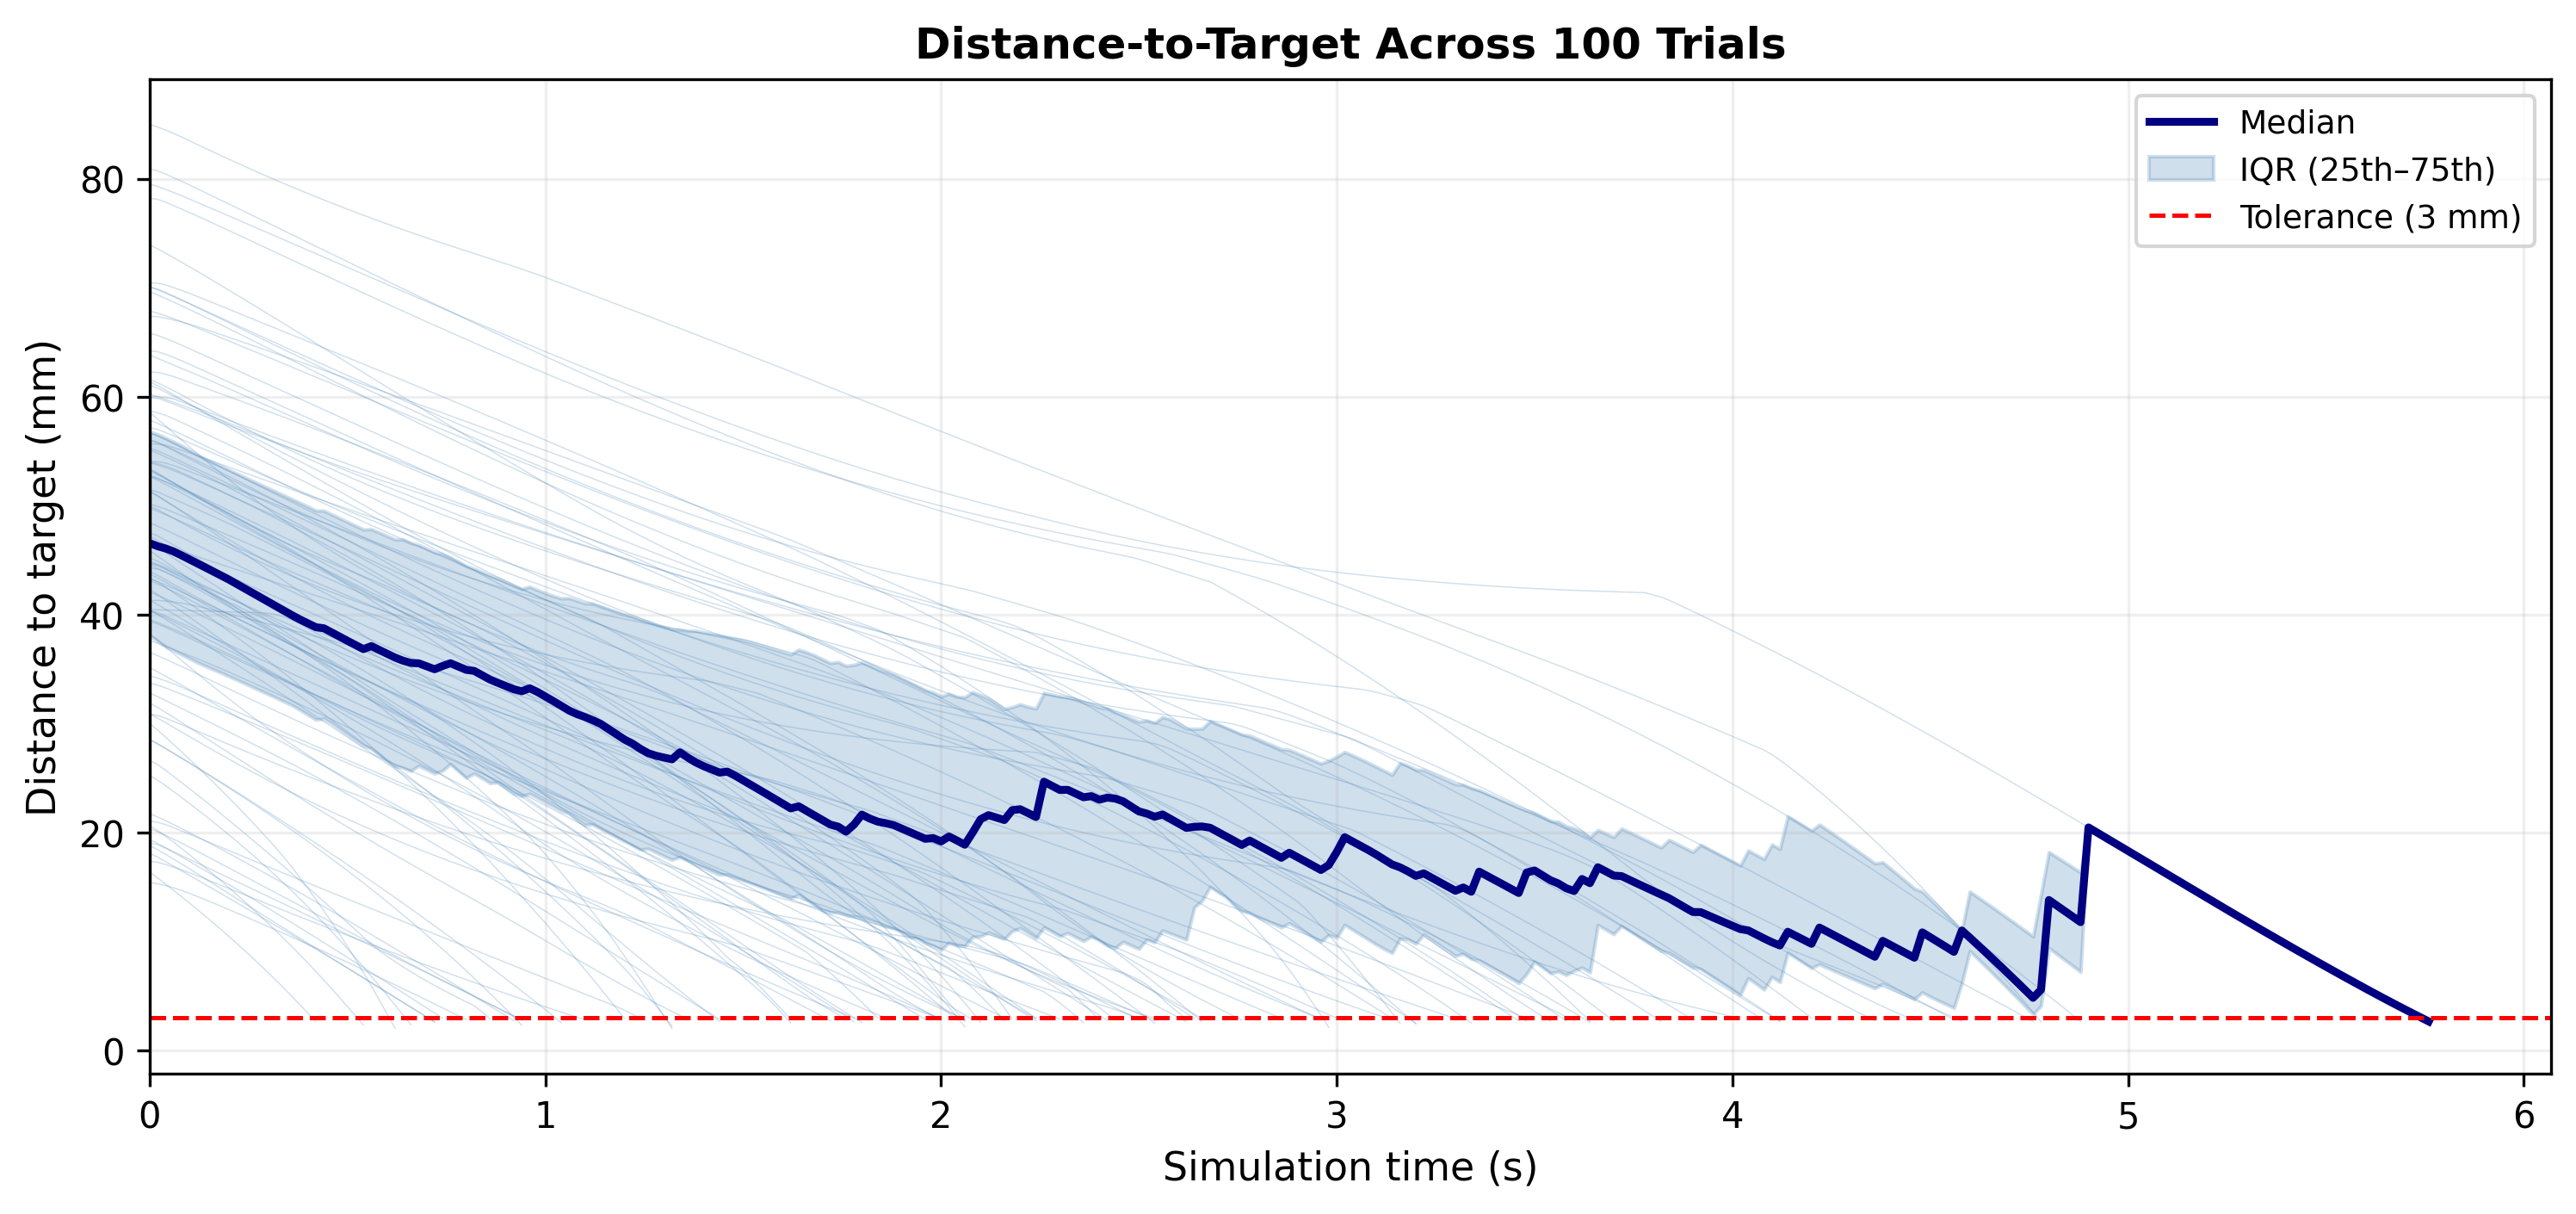 Distance-to-Target Across 100 Trials
Median
IQR (25th–75th)
Tolerance (3 mm)
Distance to target (mm)
80
60
40
20
0
0 1 2 3 4 5 6
Simulation time (s)